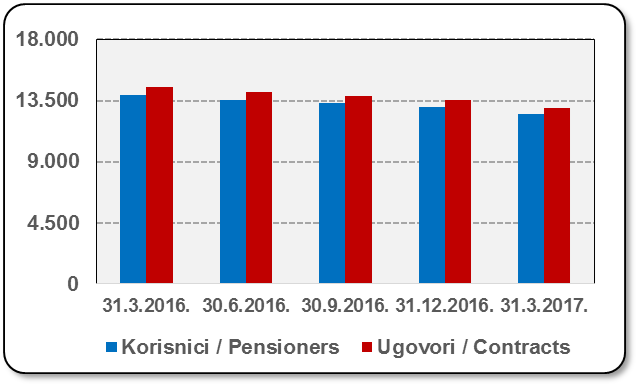 18.000
13.500
9.000
4.500
0
31.3.2016. 30.6.2016. 30.9.2016. 31.12.2016. 31.3.2017.
Korisnici / Pensioners Ugovori / Contracts